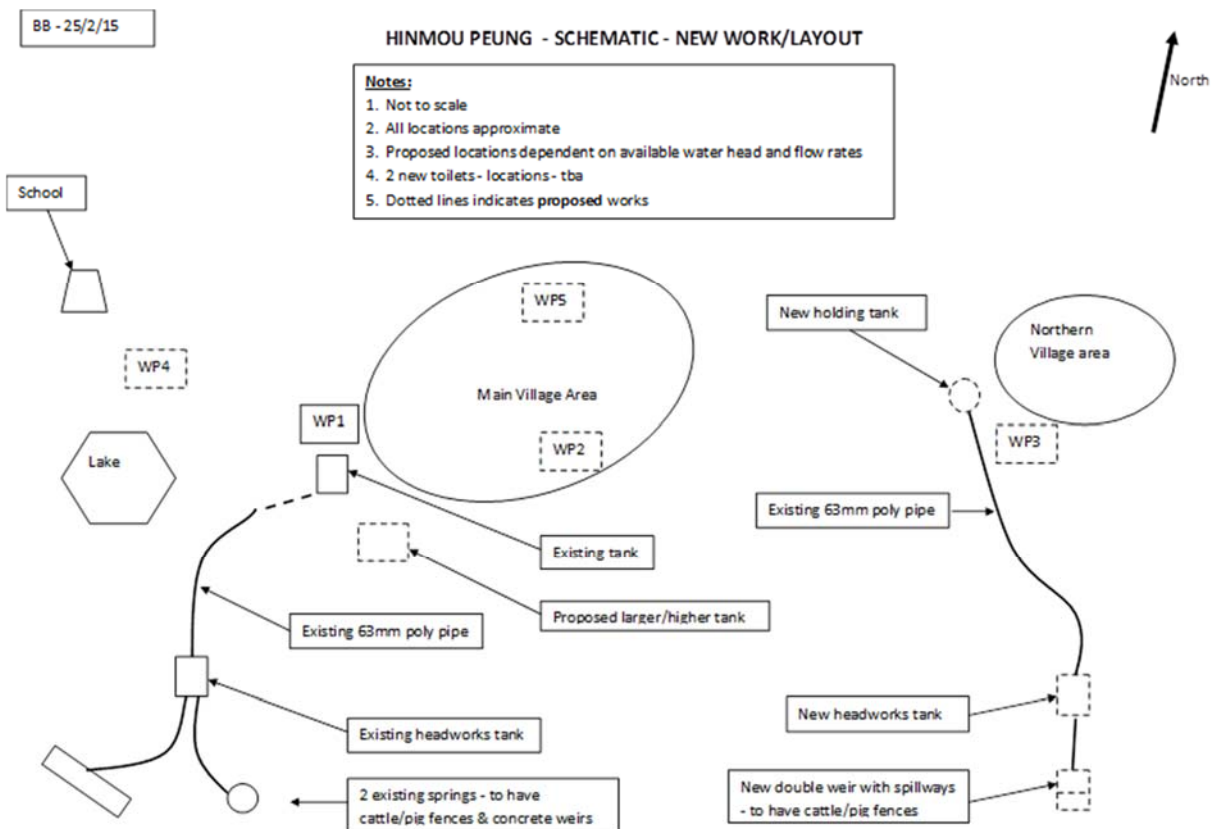 BB - 25/2/15
HINMOU PEUNG - SCHEMATIC - NEW WORK/LAYOUT
North
Notes:
1. Not to scale
2. All locations approximate
3. Proposed locations dependent on available water head and flow rates
4. 2 new toilets - locations - tba
5. Dotted lines indicates proposed works
School
WP5
New holding tank
Northern
Village area
WP4
Main Village Area
WP1
WP2
WP3
Lake
Existing 63mm poly pipe
Existing tank
Proposed larger/higher tank
Existing 63mm poly pipe
New headworks tank
Existing headworks tank
2 existing springs - to have
cattle/pig fences & concrete weirs
New double weir with spillways
- to have cattle/pig fences